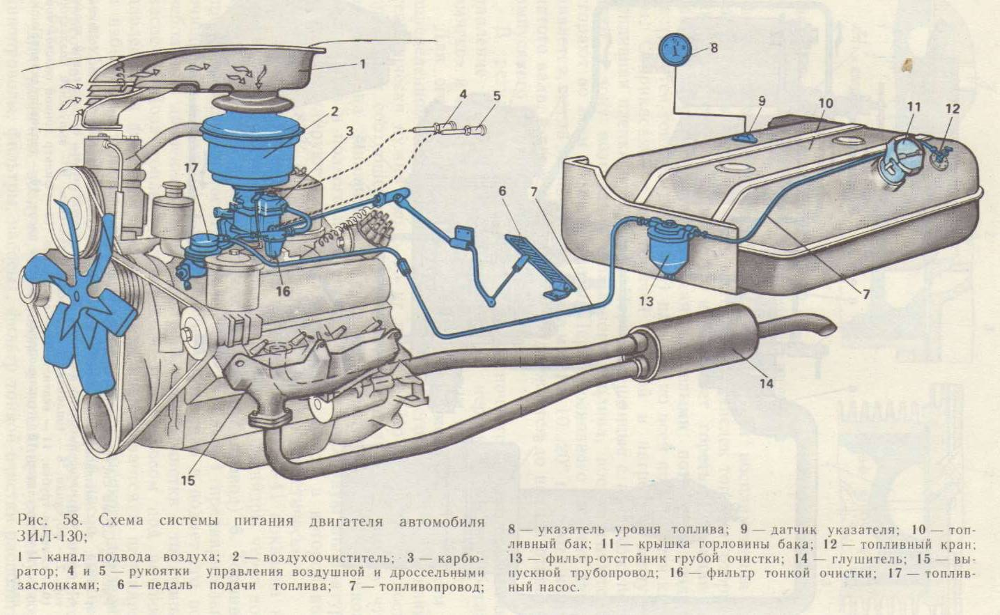 1
2
3
4
5
6
7
8
9
10
11
12
13
7
14
15
16
17
Рис. 58. Схема системы питания двигателя автомобиля
ЗИЛ-130;
1 — канал подвода воздуха; 2 — воздухоочиститель; 3 — карбю-
ратор; 4 и 5 — рукоятки управления воздушной и дроссельными
заслонками; 6 — педаль подачи топлива; 7 — топливопровод;
8 — указатель уровня топлива; 9 — датчик указателя; 10 — топ-
ливный бак; 11 — крышка горловины бака; 12 — топливный кран;
13 — фильтр-отстойник грубой очистки; 14 — глушитель; 15 — вы-
пускной трубопровод; 16 — фильтр тонкой очистки; 17 — топлив-
ный насос.